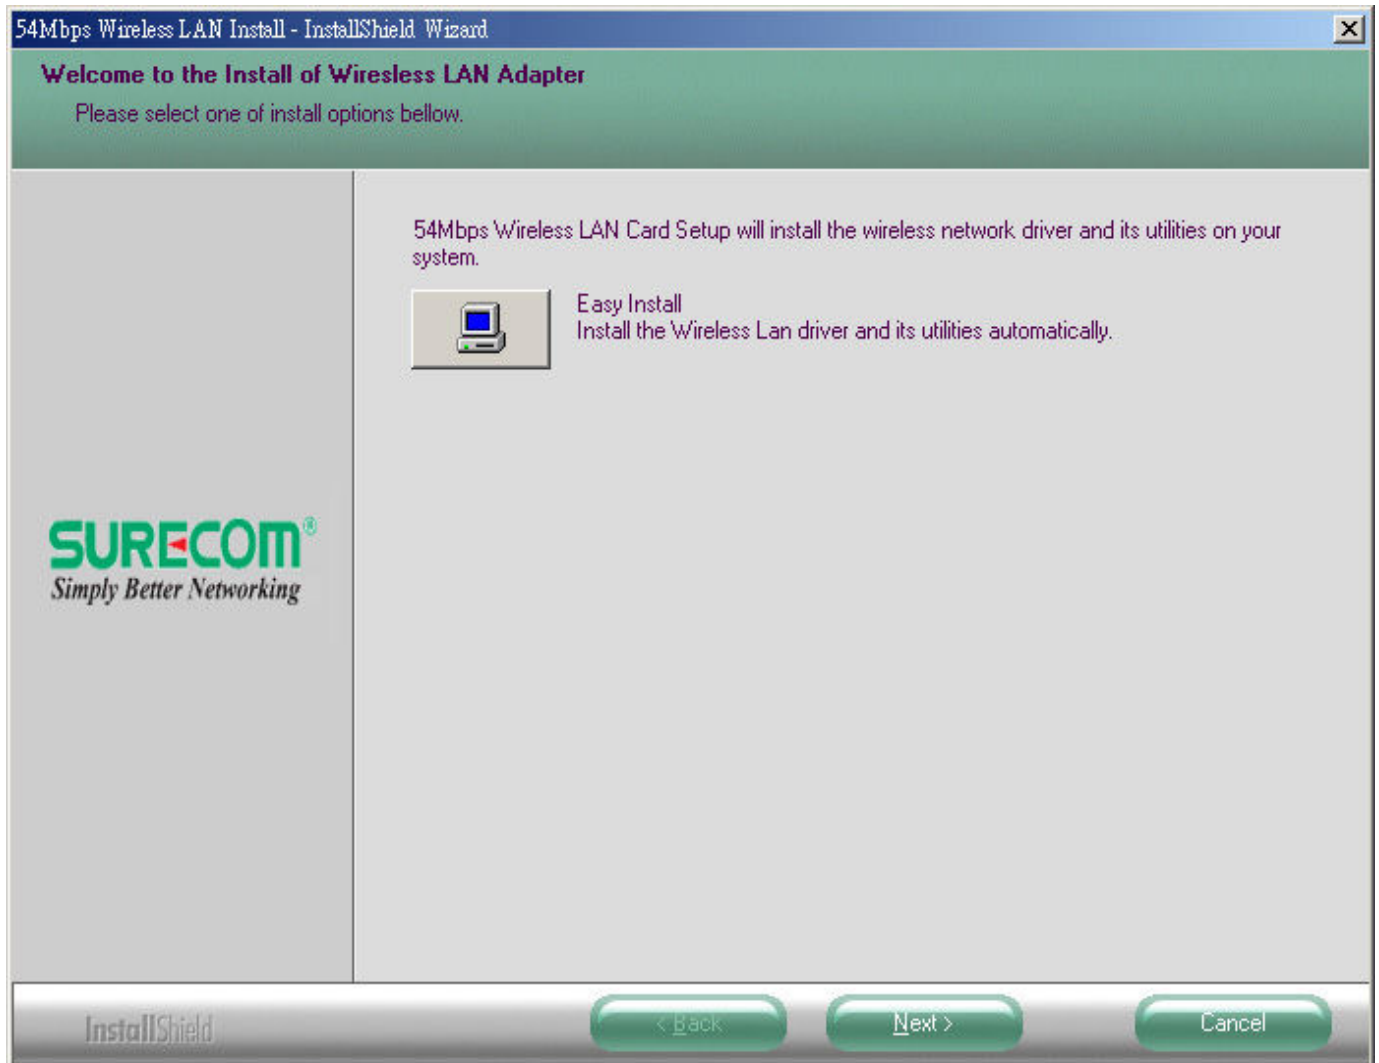 54Mbps Wireless LAN Install - InstallShield Wizard
Welcome to the Install of Wiresless LAN Adapter
Please select one of install options bellow.
54Mbps Wireless LAN Card Setup will install the wireless network driver and its utilities on your
system.
Easy Install
Install the Wireless Lan driver and its utilities automatically.
SURECOM®
Simply Better Networking
InstallShield
< Back
Next >
Cancel